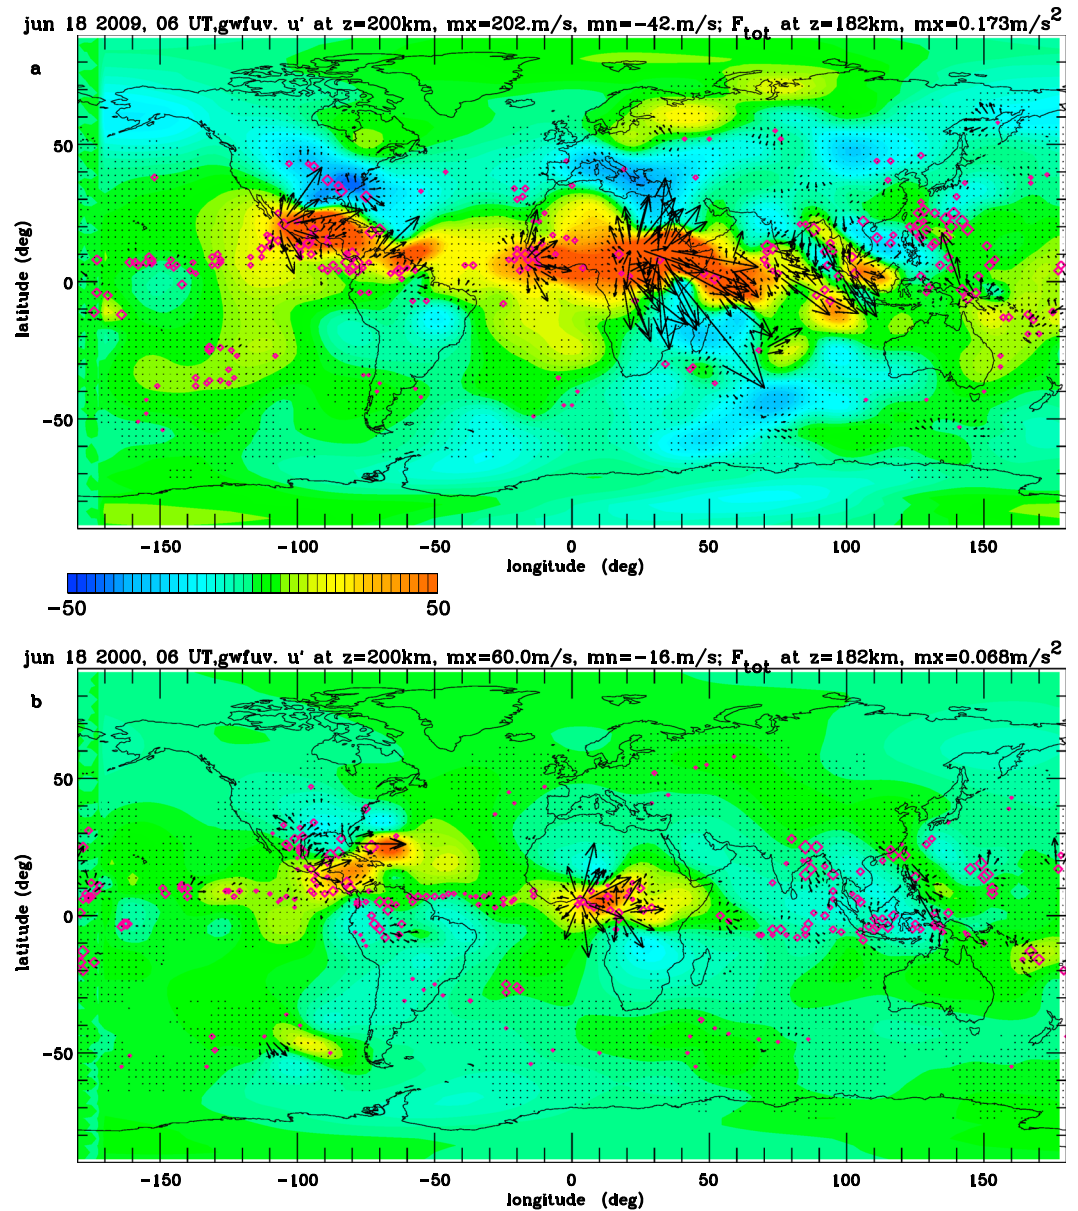 jun 18 2009, 06 UT,gwfuv. u' at z=200km, mx=202.m/s, mn=-42.m/s; F_tot at z=182km, mx=0.173m/s²
a
50
0
-50
latitude (deg)
-150 -100 -50 0 50 100 150
longitude (deg)
-50 50
jun 18 2000, 06 UT,gwfuv. u' at z=200km, mx=60.0m/s, mn=-16.m/s; F_tot at z=182km, mx=0.068m/s²
b
50
0
-50
latitude (deg)
-150 -100 -50 0 50 100 150
longitude (deg)